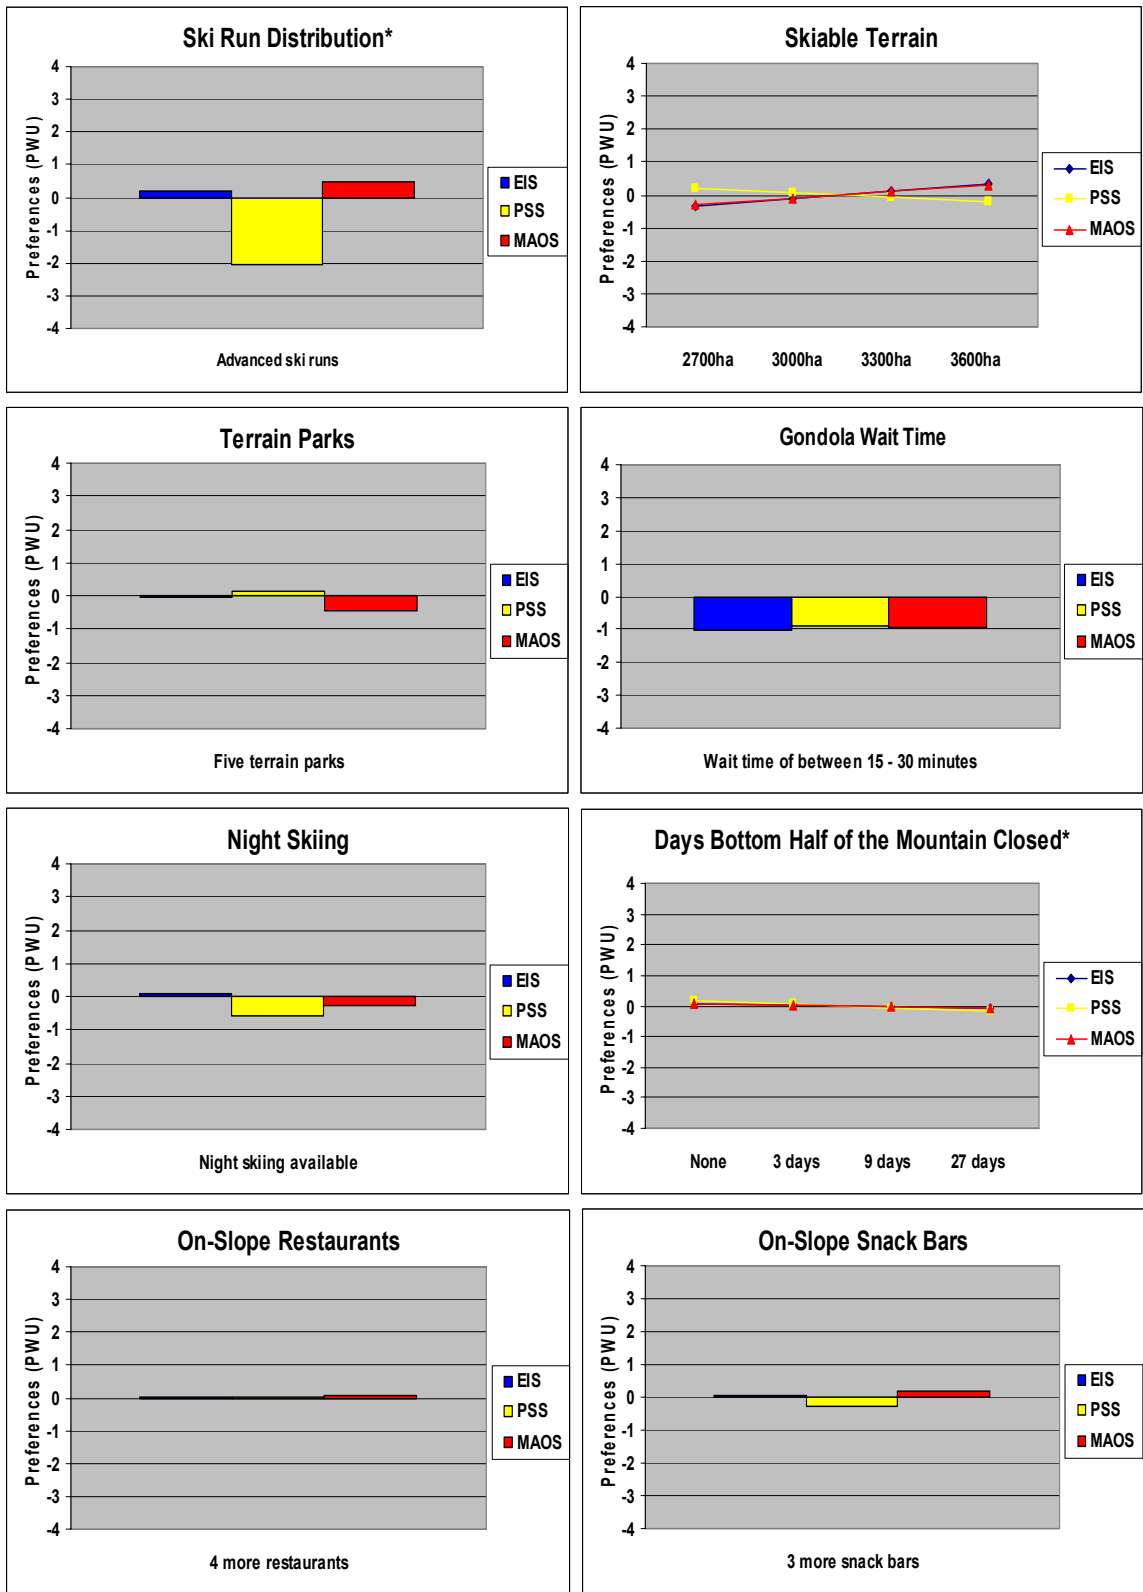 Ski Run Distribution*
Preferences (PWU)
4
3
2
1
0
-1
-2
-3
-4
Advanced ski runs
EIS
PSS
MAOS
Skiable Terrain
Preferences (PWU)
4
3
2
1
0
-1
-2
-3
-4
2700ha 3000ha 3300ha 3600ha
EIS
PSS
MAOS
Terrain Parks
Preferences (PWU)
4
3
2
1
0
-1
-2
-3
-4
Five terrain parks
EIS
PSS
MAOS
Gondola Wait Time
Preferences (PWU)
4
3
2
1
0
-1
-2
-3
-4
Wait time of between 15 - 30 minutes
EIS
PSS
MAOS
Night Skiing
Preferences (PWU)
4
3
2
1
0
-1
-2
-3
-4
Night skiing available
EIS
PSS
MAOS
Days Bottom Half of the Mountain Closed*
Preferences (PWU)
4
3
2
1
0
-1
-2
-3
-4
None 3 days 9 days 27 days
EIS
PSS
MAOS
On-Slope Restaurants
Preferences (PWU)
4
3
2
1
0
-1
-2
-3
-4
4 more restaurants
EIS
PSS
MAOS
On-Slope Snack Bars
Preferences (PWU)
4
3
2
1
0
-1
-2
-3
-4
3 more snack bars
EIS
PSS
MAOS